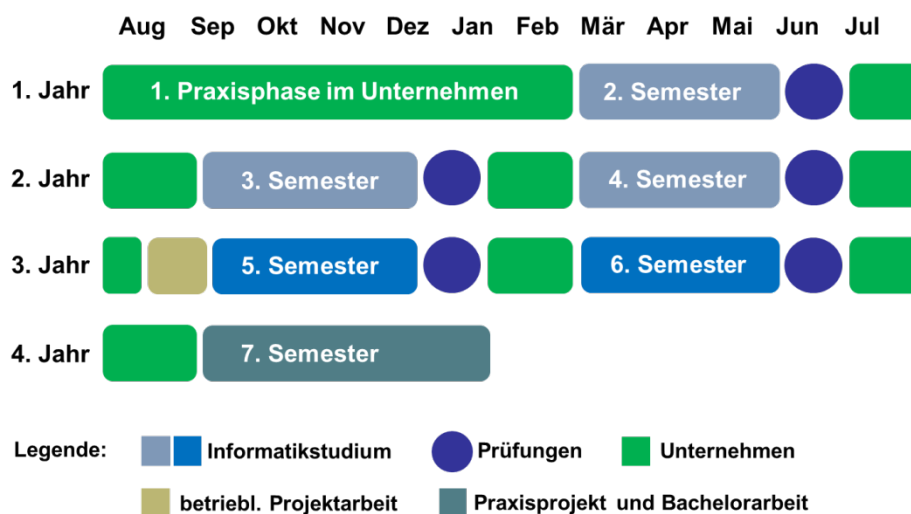 Aug Sep Okt Nov Dez Jan Feb Mär Apr Mai Jun Jul
1. Jahr 1. Praxisphase im Unternehmen 2. Semester
2. Jahr 3. Semester 4. Semester
3. Jahr 5. Semester 6. Semester
4. Jahr 7. Semester
Legende: Informatikstudium Prüfungen Unternehmen
betriebl. Projektarbeit Praxisprojekt und Bachelorarbeit